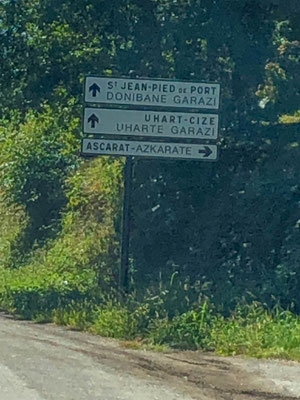 Sᵗ JEAN-PIED DE PORT
DONIBANE GARAZI
UHART-CIZE
UHARTE GARAZI
ASCARAT-AZKARATE